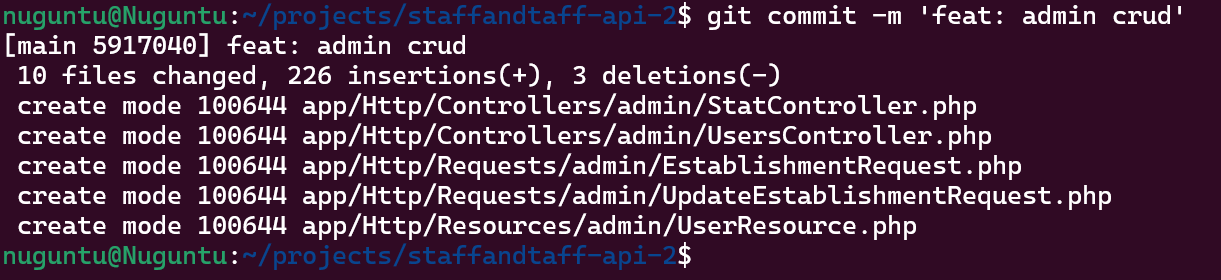 nuguntu@Nuguntu:~/projects/staffandtaff-api-2$ git commit -m 'feat: admin crud'
[main 5917040] feat: admin crud
 10 files changed, 226 insertions(+), 3 deletions(-)
 create mode 100644 app/Http/Controllers/admin/StatController.php
 create mode 100644 app/Http/Controllers/admin/UsersController.php
 create mode 100644 app/Http/Requests/admin/EstablishmentRequest.php
 create mode 100644 app/Http/Requests/admin/UpdateEstablishmentRequest.php
 create mode 100644 app/Http/Resources/admin/UserResource.php
nuguntu@Nuguntu:~/projects/staffandtaff-api-2$